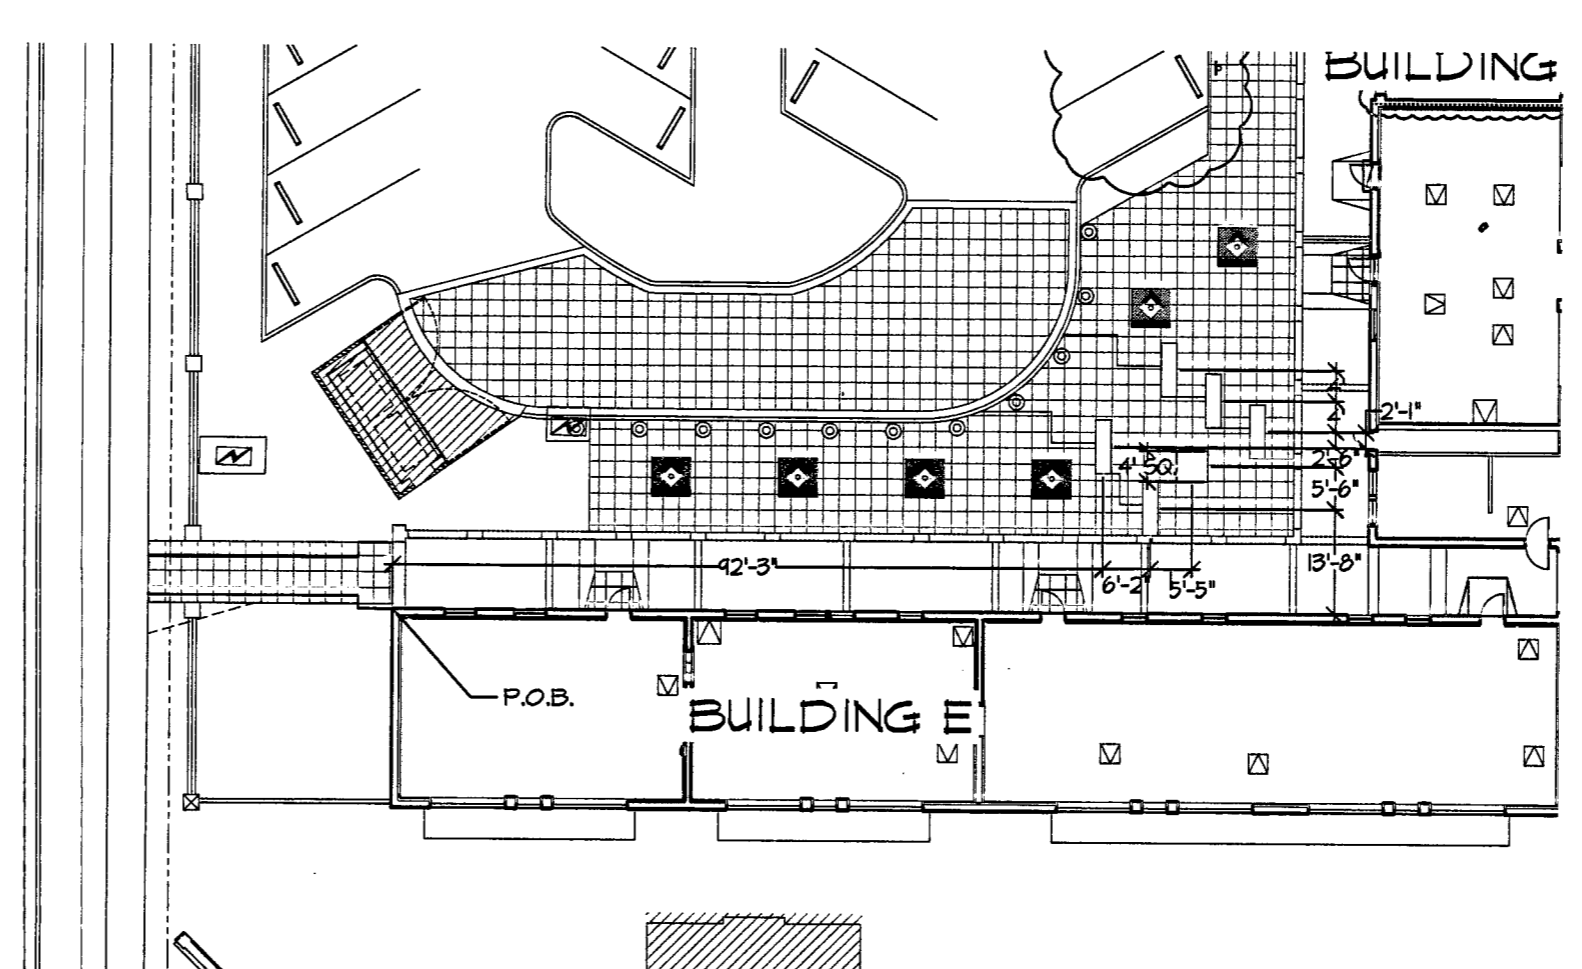 BUILDING
P
2'-1"
2'-6"
4' SQ.
5'-6"
92'-3"
6'-2"
5'-5"
13'-8"
P.O.B.
BUILDING E